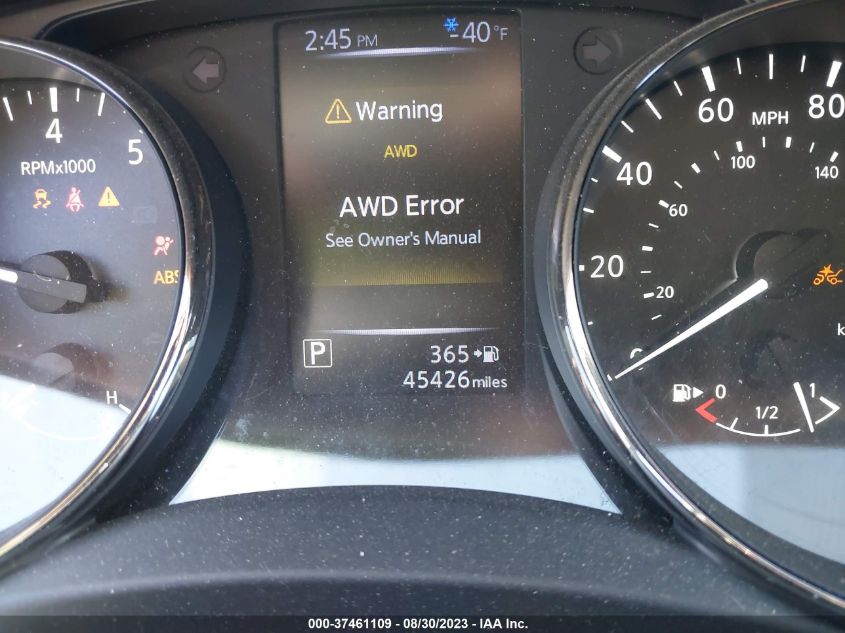 2:45 PM -40°F
Warning
AWD
AWD Error
See Owner's Manual
P 365
45426 miles
4
5
RPMx1000
ABS
H
20
40
60
80
MPH
20
60
100
140
0 1/2 1
000-37461109 - 08/30/2023 - IAA Inc.